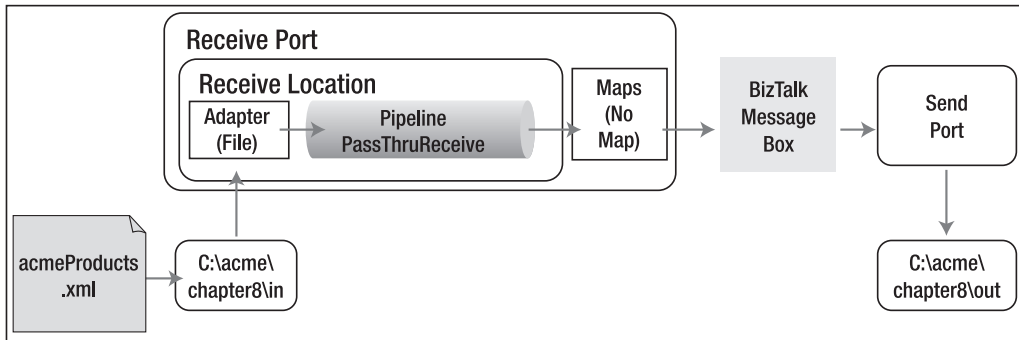 Receive Port
Receive Location
Adapter
(File)
Pipeline
PassThruReceive
Maps
(No
Map)
BizTalk
Message
Box
Send
Port
acmeProducts
.xml
C:\acme\
chapter8\in
C:\acme\
chapter8\out